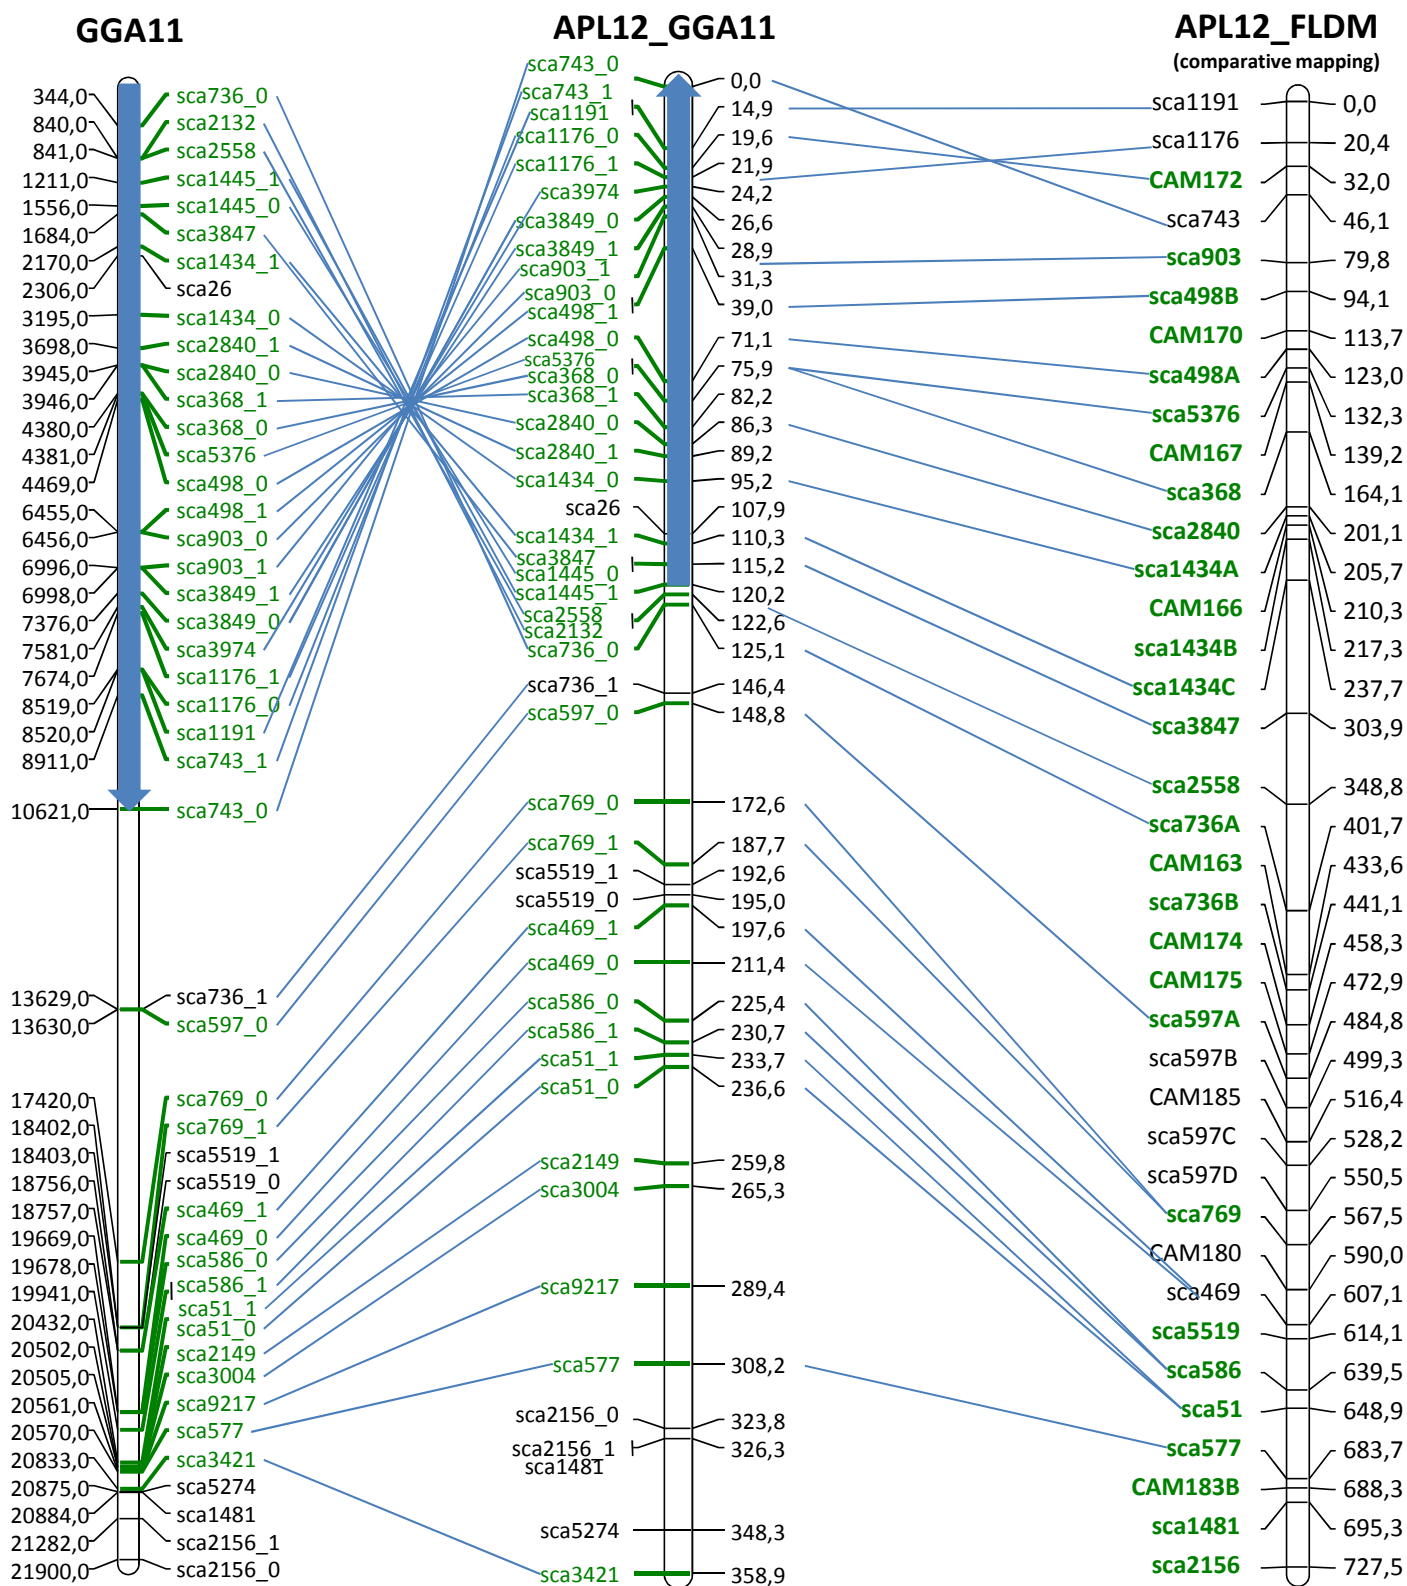 GGA11
344,0
840,0
841,0
1211,0
1556,0
1684,0
2170,0
2306,0
3195,0
3698,0
3945,0
3946,0
4380,0
4381,0
4469,0
6455,0
6456,0
6996,0
6998,0
7376,0
7581,0
7674,0
8519,0
8520,0
8911,0
10621,0
13629,0
13630,0
17420,0
18402,0
18403,0
18756,0
18757,0
19669,0
19678,0
19941,0
20432,0
20502,0
20505,0
20561,0
20570,0
20833,0
20875,0
20884,0
21282,0
21900,0
sca736_0
sca2132
sca2558
sca1445_1
sca1445_0
sca3847
sca1434_1
sca26
sca1434_0
sca2840_1
sca2840_0
sca368_1
sca368_0
sca5376
sca498_0
sca498_1
sca903_0
sca903_1
sca3849_1
sca3849_0
sca3974
sca1176_1
sca1176_0
sca1191
sca743_1
sca743_0
sca736_1
sca597_0
sca769_0
sca769_1
sca5519_1
sca5519_0
sca469_1
sca469_0
sca586_0
sca586_1
sca51_1
sca51_0
sca2149
sca3004
sca9217
sca577
sca3421
sca5274
sca1481
sca2156_1
sca2156_0
APL12_GGA11
sca743_0
sca743_1
sca1191
sca1176_0
sca1176_1
sca3974
sca3849_0
sca3849_1
sca903_1
sca903_0
sca498_1
sca498_0
sca5376
sca368_0
sca368_1
sca2840_0
sca2840_1
sca1434_0
sca26
sca1434_1
sca3847
sca1445_0
sca1445_1
sca2558
sca2132
sca736_0
sca736_1
sca597_0
sca769_0
sca769_1
sca5519_1
sca5519_0
sca469_1
sca469_0
sca586_0
sca586_1
sca51_1
sca51_0
sca2149
sca3004
sca9217
sca577
sca2156_0
sca2156_1
sca1481
sca5274
sca3421
0,0
14,9
19,6
21,9
24,2
26,6
28,9
31,3
39,0
71,1
75,9
82,2
86,3
89,2
95,2
107,9
110,3
115,2
120,2
122,6
125,1
146,4
148,8
172,6
187,7
192,6
195,0
197,6
211,4
225,4
230,7
233,7
236,6
259,8
265,3
289,4
308,2
323,8
326,3
348,3
358,9
APL12_FLDM
(comparative mapping)
sca1191
sca1176
CAM172
sca743
sca903
sca498B
CAM170
sca498A
sca5376
CAM167
sca368
sca2840
sca1434A
CAM166
sca1434B
sca1434C
sca3847
sca2558
sca736A
CAM163
sca736B
CAM174
CAM175
sca597A
sca597B
CAM185
sca597C
sca597D
sca769
CAM180
sca469
sca5519
sca586
sca51
sca577
CAM183B
sca1481
sca2156
0,0
20,4
32,0
46,1
79,8
94,1
113,7
123,0
132,3
139,2
164,1
201,1
205,7
210,3
217,3
237,7
303,9
348,8
401,7
433,6
441,1
458,3
472,9
484,8
499,3
516,4
528,2
550,5
567,5
590,0
607,1
614,1
639,5
648,9
683,7
688,3
695,3
727,5